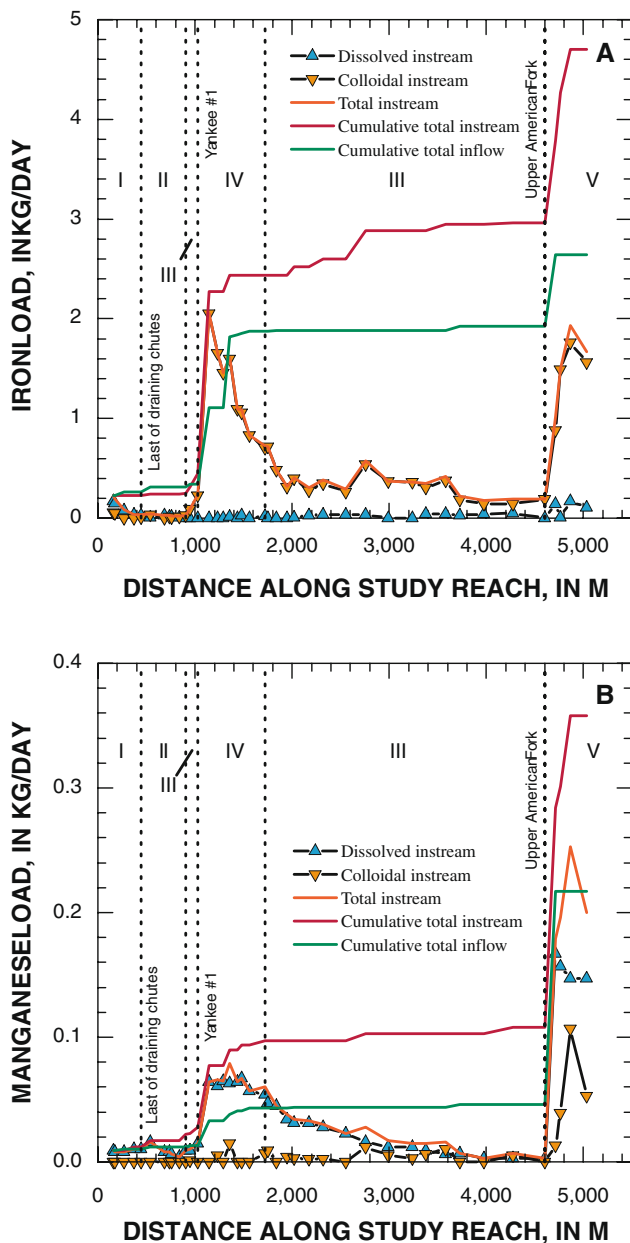 A
5
4
3
2
1
0
IRONLOAD, INKG/DAY
Dissolved instream
Colloidal instream
Total instream
Cumulative total instream
Cumulative total inflow
I
II
III
IV
III
V
Last of draining chutes
Yankee #1
Upper AmericanFork
0
1,000
2,000
3,000
4,000
5,000
DISTANCE ALONG STUDY REACH, IN M
B
0.4
0.3
0.2
0.1
0.0
MANGANESELOAD, IN KG/DAY
I
II
III
IV
III
V
Dissolved instream
Colloidal instream
Total instream
Cumulative total instream
Cumulative total inflow
Last of draining chutes
Yankee #1
Upper AmericanFork
0
1,000
2,000
3,000
4,000
5,000
DISTANCE ALONG STUDY REACH, IN M